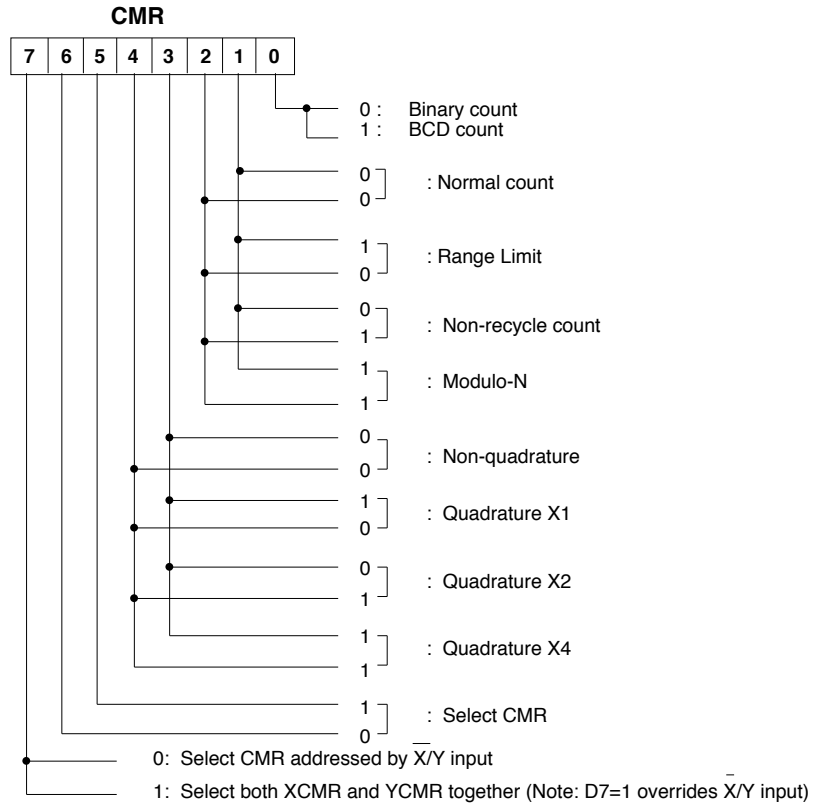 CMR
7 6 5 4 3 2 1 0
0 : Binary count
1 : BCD count
0
0
: Normal count
1
0
: Range Limit
0
1
: Non-recycle count
1
1
: Modulo-N
0
0
: Non-quadrature
1
0
: Quadrature X1
0
1
: Quadrature X2
1
1
: Quadrature X4
1
0
: Select CMR
0: Select CMR addressed by X̅/Y input
1: Select both XCMR and YCMR together (Note: D7=1 overrides X̅/Y input)